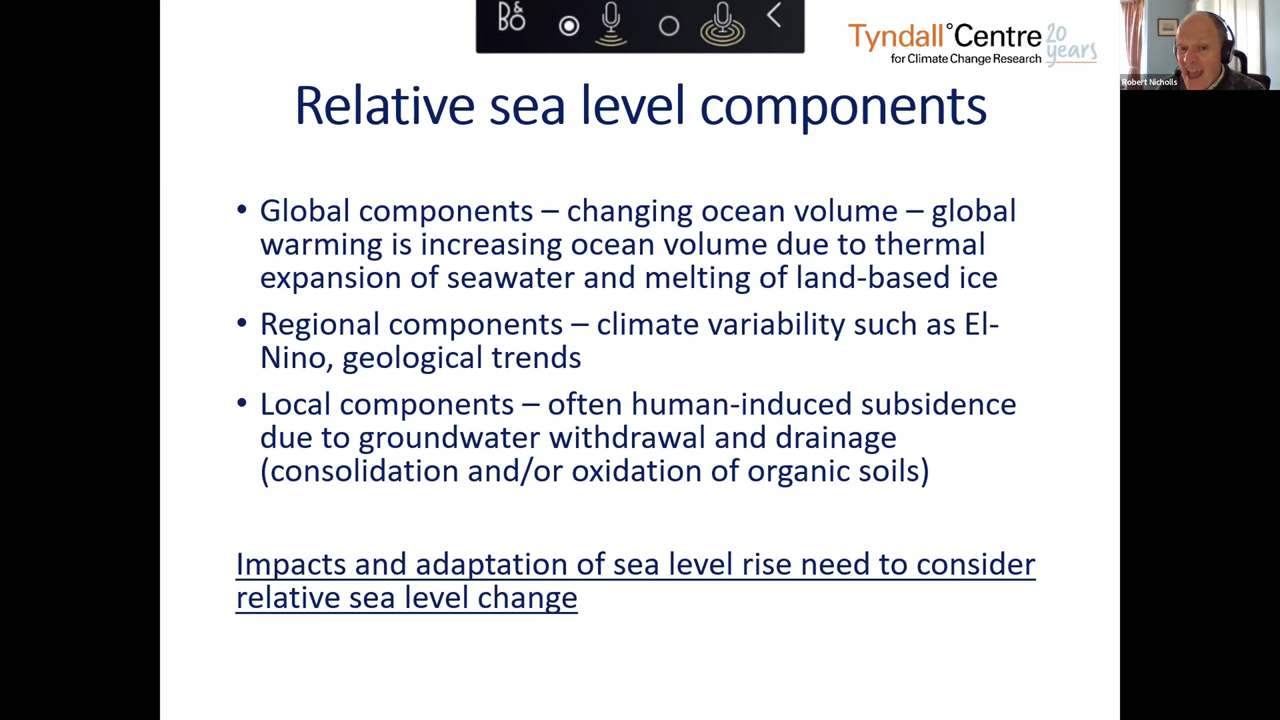 B&O
Tyndall°Centre
for Climate Change Research
20 years
Robert Nicholls
Relative sea level components
• Global components – changing ocean volume – global
warming is increasing ocean volume due to thermal
expansion of seawater and melting of land-based ice
• Regional components – climate variability such as El-
Nino, geological trends
• Local components – often human-induced subsidence
due to groundwater withdrawal and drainage
(consolidation and/or oxidation of organic soils)
Impacts and adaptation of sea level rise need to consider
relative sea level change